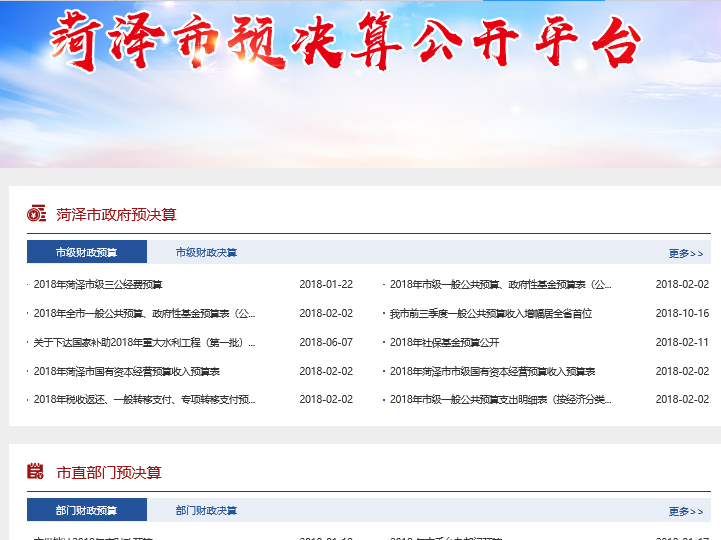 菏泽市预决算公开平台
菏泽市政府预决算
市级财政预算 市级财政决算 更多>>
· 2018年菏泽市级三公经费预算 2018-01-22
· 2018年市级一般公共预算、政府性基金预算表（公... 2018-02-02
· 2018年全市一般公共预算、政府性基金预算表（公... 2018-02-02
· 我市前三季度一般公共预算收入增幅居全省首位 2018-10-16
· 关于下达国家补助2018年重大水利工程（第一批）... 2018-06-07
· 2018年社保基金预算公开 2018-02-11
· 2018年菏泽市国有资本经营预算收入预算表 2018-02-02
· 2018年菏泽市市级国有资本经营预算收入预算表 2018-02-02
· 2018年税收返还、一般转移支付、专项转移支付预... 2018-02-02
· 2018年市级一般公共预算支出明细表（按经济分类... 2018-02-02
市直部门预决算
部门财政预算 部门财政决算 更多>>